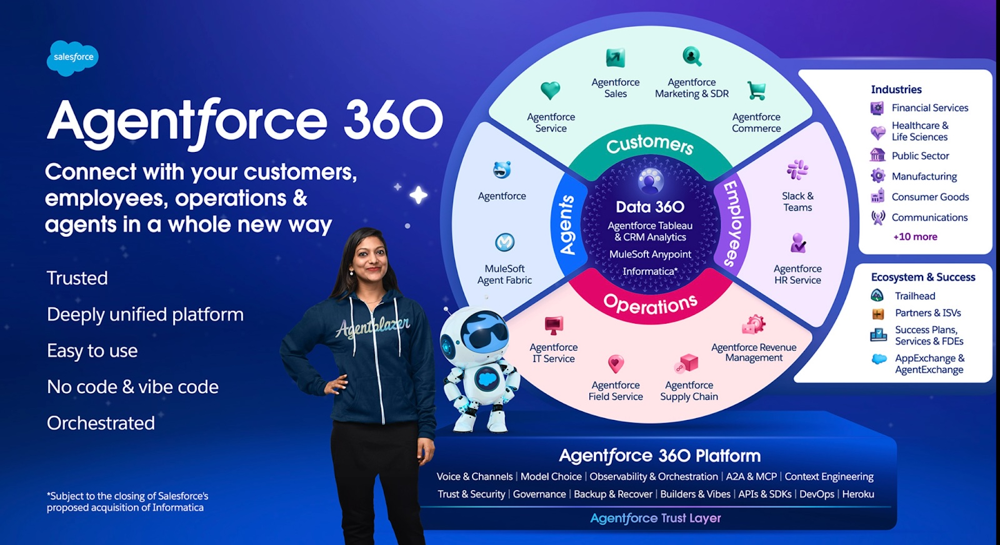 salesforce
Agentforce 360
Connect with your customers,
employees, operations &
agents in a whole new way
Trusted
Deeply unified platform
Easy to use
No code & vibe code
Orchestrated
*Subject to the closing of Salesforce's
proposed acquisition of Informatica
Agentblazer
Customers
Agentforce
Service
Agentforce
Sales
Agentforce
Marketing & SDR
Agentforce
Commerce
Agents
Agentforce
MuleSoft
Agent Fabric
Data 360
Agentforce Tableau
& CRM Analytics
MuleSoft Anypoint
Informatica*
Employees
Slack &
Teams
Agentforce
HR Service
Operations
Agentforce
IT Service
Agentforce
Field Service
Agentforce
Supply Chain
Agentforce Revenue
Management
Industries
Financial Services
Healthcare &
Life Sciences
Public Sector
Manufacturing
Consumer Goods
Communications
+10 more
Ecosystem & Success
Trailhead
Partners & ISVs
Success Plans,
Services & FDEs
AppExchange &
AgentExchange
Agentforce 360 Platform
Voice & Channels | Model Choice | Observability & Orchestration | A2A & MCP | Context Engineering
Trust & Security | Governance | Backup & Recover | Builders & Vibes | APIs & SDKs | DevOps | Heroku
Agentforce Trust Layer